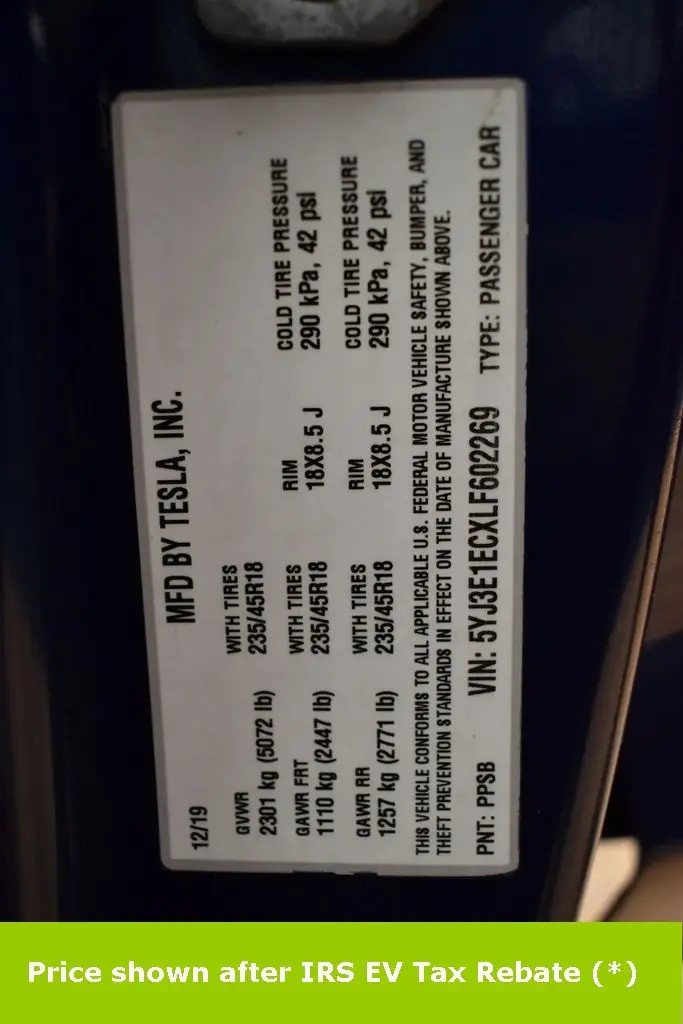 MFD BY TESLA, INC.
12/19
GVWR WITH TIRES
2301 kg (5072 lb) 235/45R18
GAWR FRT WITH TIRES RIM COLD TIRE PRESSURE
1110 kg (2447 lb) 235/45R18 18X8.5 J 290 kPa, 42 psi
GAWR RR WITH TIRES RIM COLD TIRE PRESSURE
1257 kg (2771 lb) 235/45R18 18X8.5 J 290 kPa, 42 psi
THIS VEHICLE CONFORMS TO ALL APPLICABLE U.S. FEDERAL MOTOR VEHICLE SAFETY, BUMPER, AND
THEFT PREVENTION STANDARDS IN EFFECT ON THE DATE OF MANUFACTURE SHOWN ABOVE.
PNT: PPSB VIN: 5YJ3E1ECXLF602269 TYPE: PASSENGER CAR
Price shown after IRS EV Tax Rebate (*)